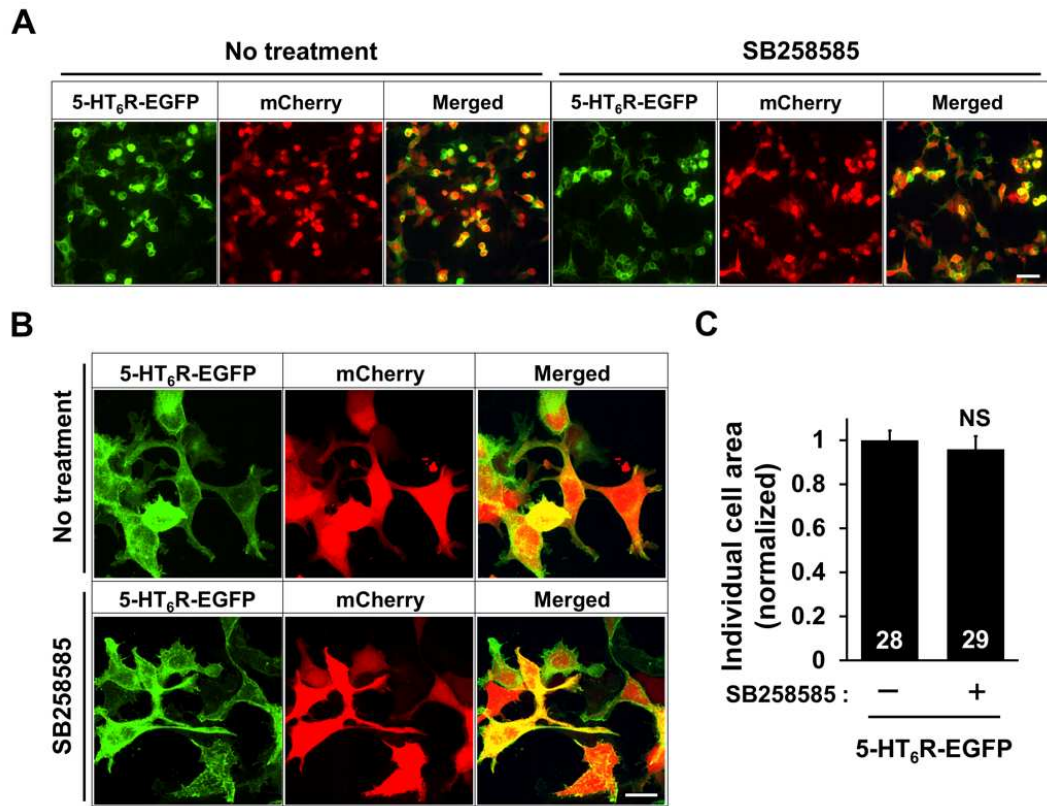 A
No treatment
SB258585
5-HT₆R-EGFP mCherry Merged 5-HT₆R-EGFP mCherry Merged
B
No treatment
5-HT₆R-EGFP mCherry Merged
SB258585
5-HT₆R-EGFP mCherry Merged
C
Individual cell area
(normalized)
1
0.8
0.6
0.4
0.2
0
NS
28 29
SB258585 : − +
5-HT₆R-EGFP